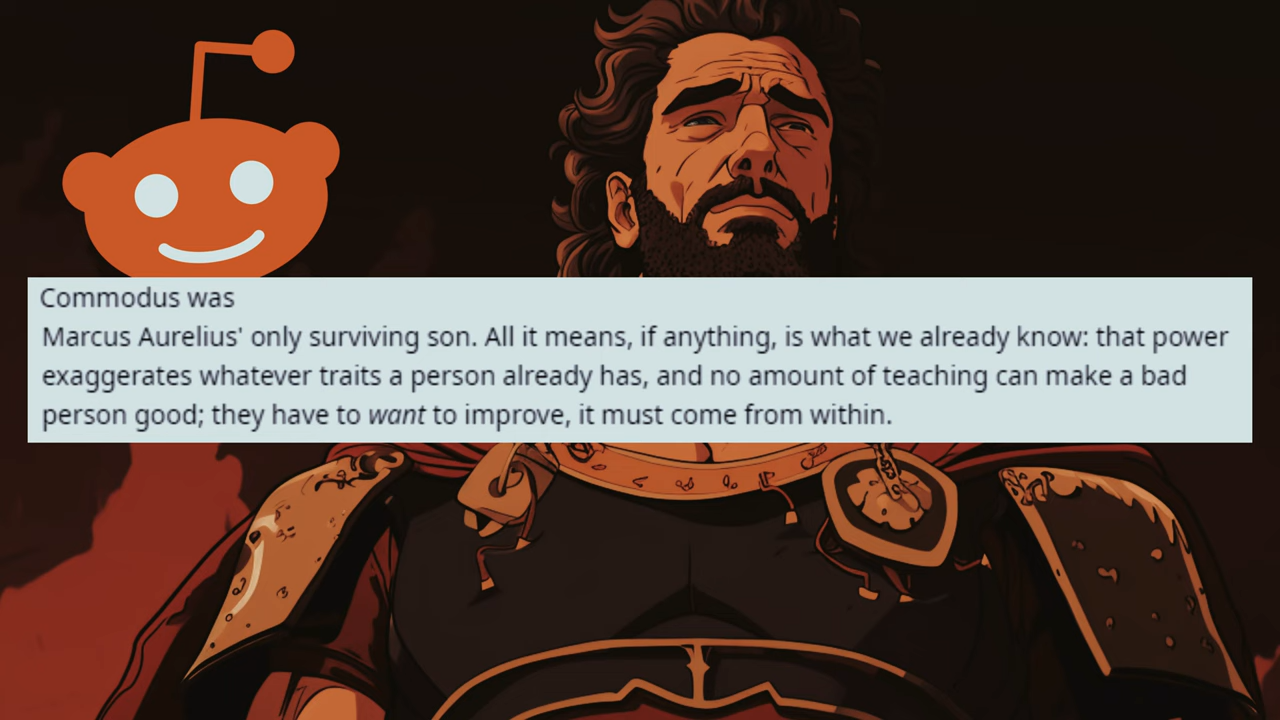 Commodus was
Marcus Aurelius' only surviving son. All it means, if anything, is what we already know: that power
exaggerates whatever traits a person already has, and no amount of teaching can make a bad
person good; they have to want to improve, it must come from within.